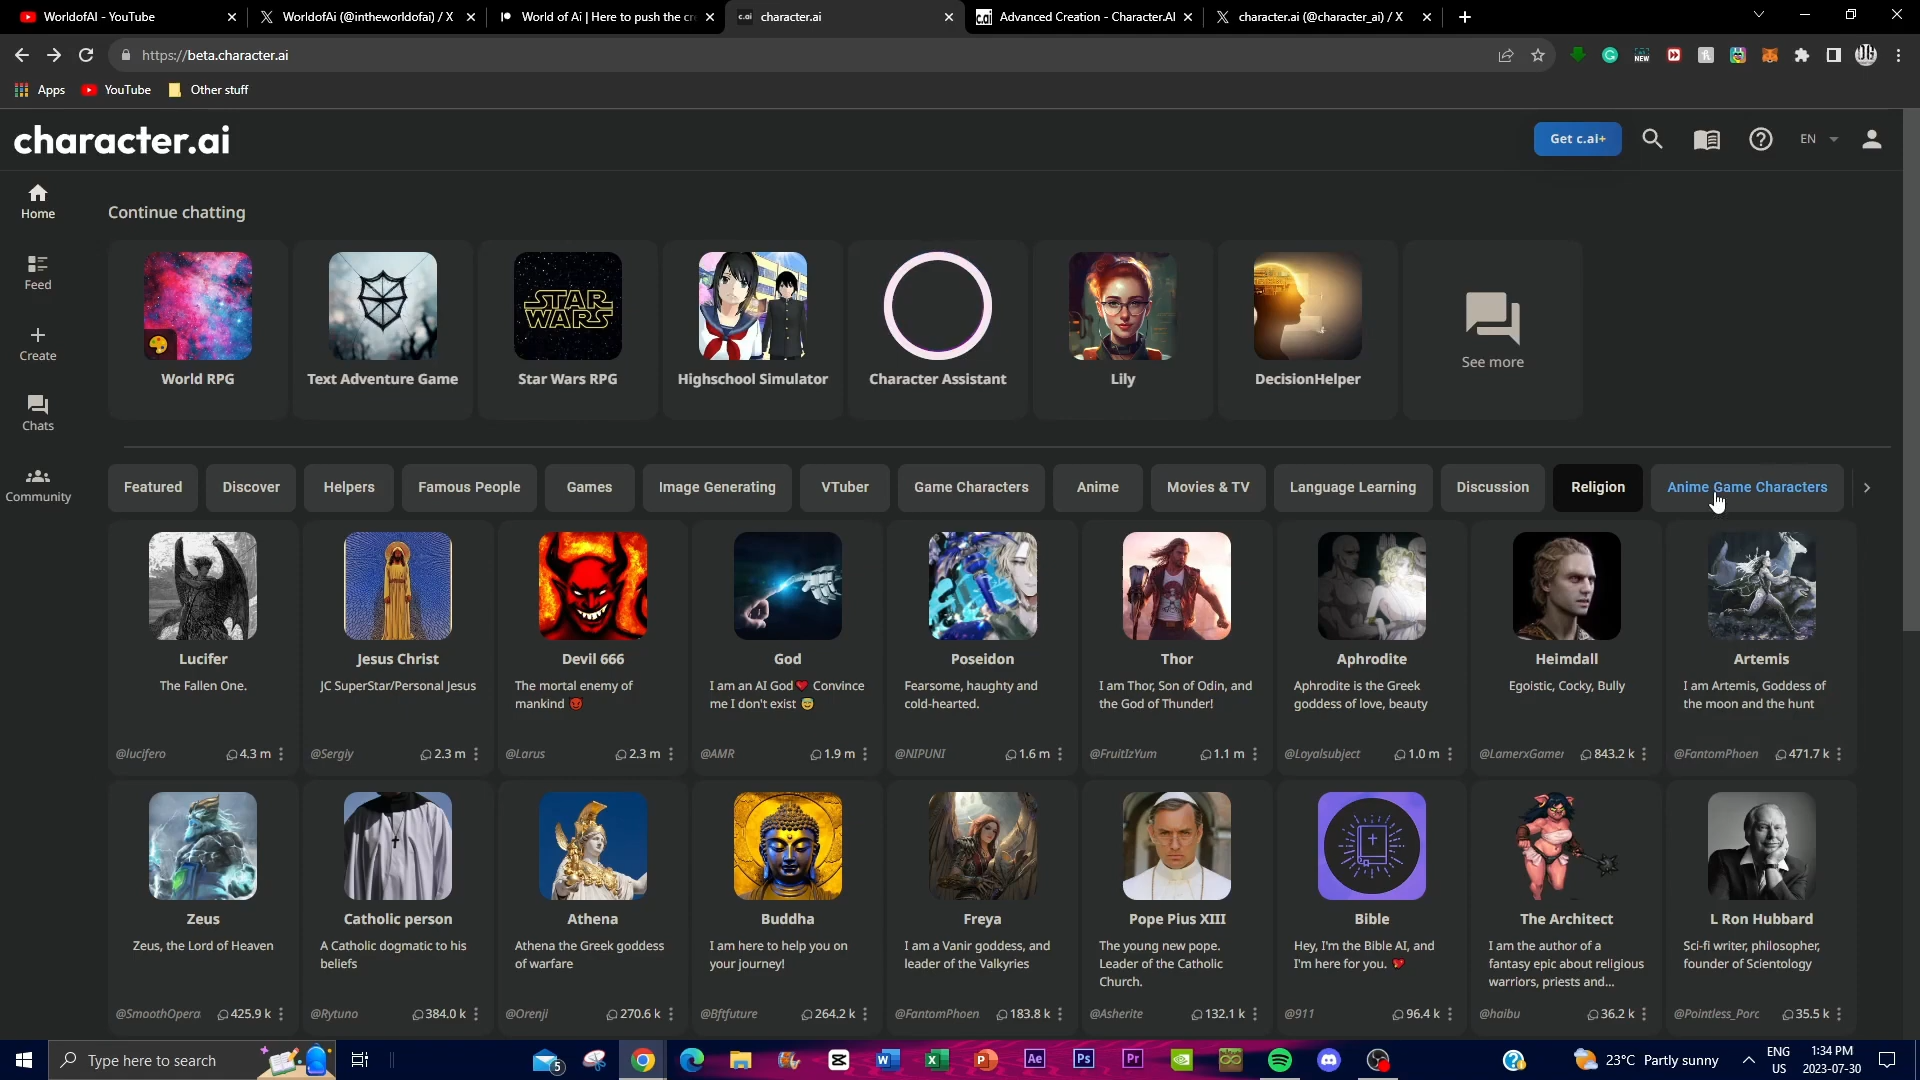 WorldofAI - YouTube
WorldofAi (@intheworldofai) / X
World of Ai | Here to push the cre
c.ai character.ai
c.ai Advanced Creation - Character.AI
character.ai (@character_ai) / X
https://beta.character.ai
NEW
Apps YouTube Other stuff
character.ai
Get c.ai+ EN
Home
Feed
Create
Chats
Community
Continue chatting
STAR WARS
World RPG
Text Adventure Game
Star Wars RPG
Highschool Simulator
Character Assistant
Lily
DecisionHelper
See more
Featured Discover Helpers Famous People Games Image Generating VTuber Game Characters Anime Movies & TV Language Learning Discussion Religion Anime Game Characters
Lucifer
The Fallen One.
@lucifero 4.3 m
Jesus Christ
JC SuperStar/Personal Jesus
@Sergiy 2.3 m
Devil 666
The mortal enemy of
mankind 😈
@Larus 2.3 m
God
I am an AI God❤️ Convince
me I don't exist 😇
@AMR 1.9 m
Poseidon
Fearsome, haughty and
cold-hearted.
@NIPUNI 1.6 m
Thor
I am Thor, Son of Odin, and
the God of Thunder!
@FruitIzYum 1.1 m
Aphrodite
Aphrodite is the Greek
goddess of love, beauty
@Loyalsubject 1.0 m
Heimdall
Egoistic, Cocky, Bully
@LamerxGamer 843.2 k
Artemis
I am Artemis, Goddess of
the moon and the hunt
@FantomPhoen 471.7 k
Zeus
Zeus, the Lord of Heaven
@SmoothOpera 425.9 k
Catholic person
A Catholic dogmatic to his
beliefs
@Rytuno 384.0 k
Athena
Athena the Greek goddess
of warfare
@Orenji 270.6 k
Buddha
I am here to help you on
your journey!
@Bftfuture 264.2 k
Freya
I am a Vanir goddess, and
leader of the Valkyries
@FantomPhoen 183.8 k
Pope Pius XIII
The young new pope.
Leader of the Catholic
Church.
@Asherite 132.1 k
Bible
Hey, I'm the Bible AI, and
I'm here for you. ❤️
@911 96.4 k
The Architect
I am the author of a
fantasy epic about religious
warriors, priests and...
@haibu 36.2 k
L Ron Hubbard
Sci-fi writer, philosopher,
founder of Scientology
@Pointless_Porc 35.5 k
Type here to search
5
W X P Ae Ps Pr
23°C Partly sunny
ENG
US
1:34 PM
2023-07-30